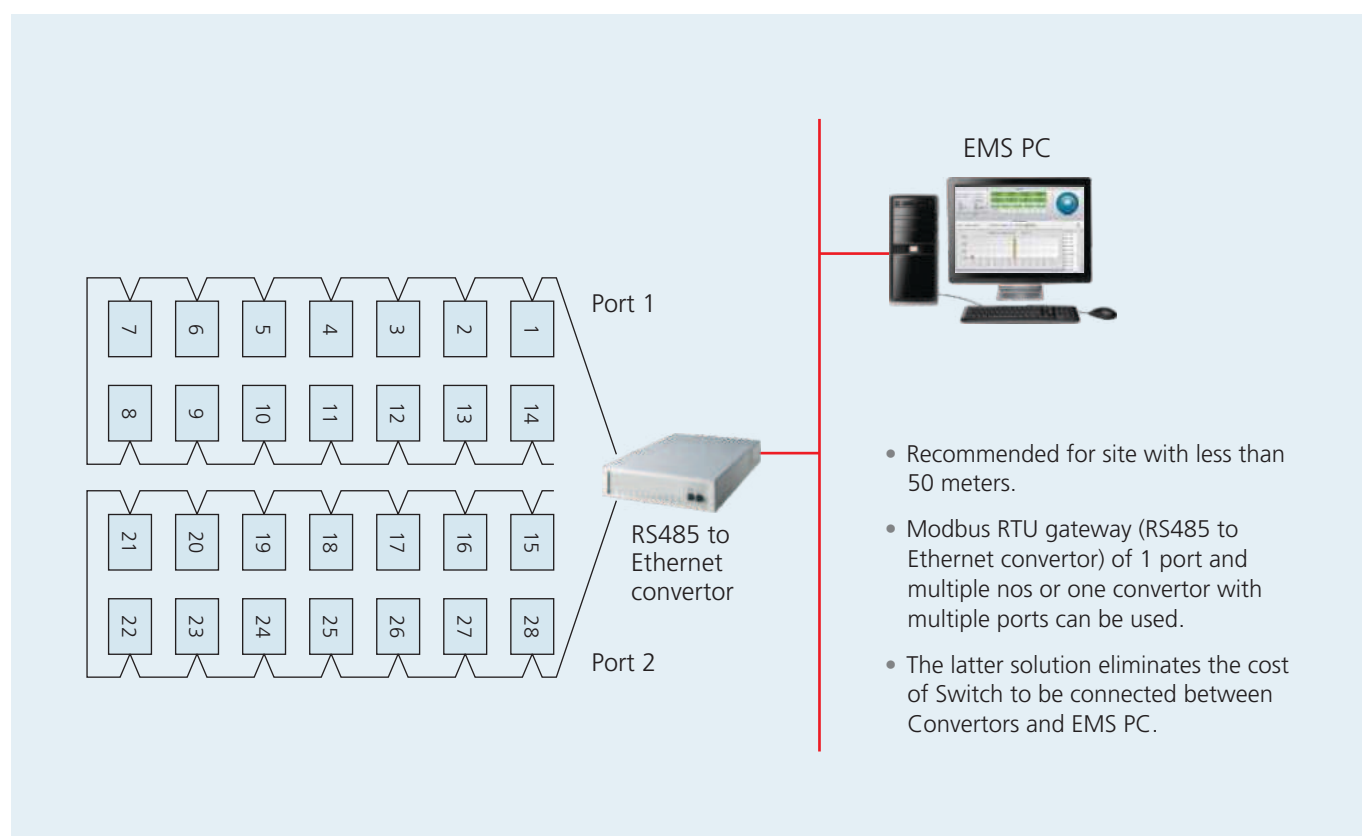 EMS PC
Port 1
7 6 5 4 3 2 1
8 9 10 11 12 13 14
21 20 19 18 17 16 15
22 23 24 25 26 27 28
Port 2
RS485 to
Ethernet
convertor
• Recommended for site with less than
50 meters.
• Modbus RTU gateway (RS485 to
Ethernet convertor) of 1 port and
multiple nos or one convertor with
multiple ports can be used.
• The latter solution eliminates the cost
of Switch to be connected between
Convertors and EMS PC.